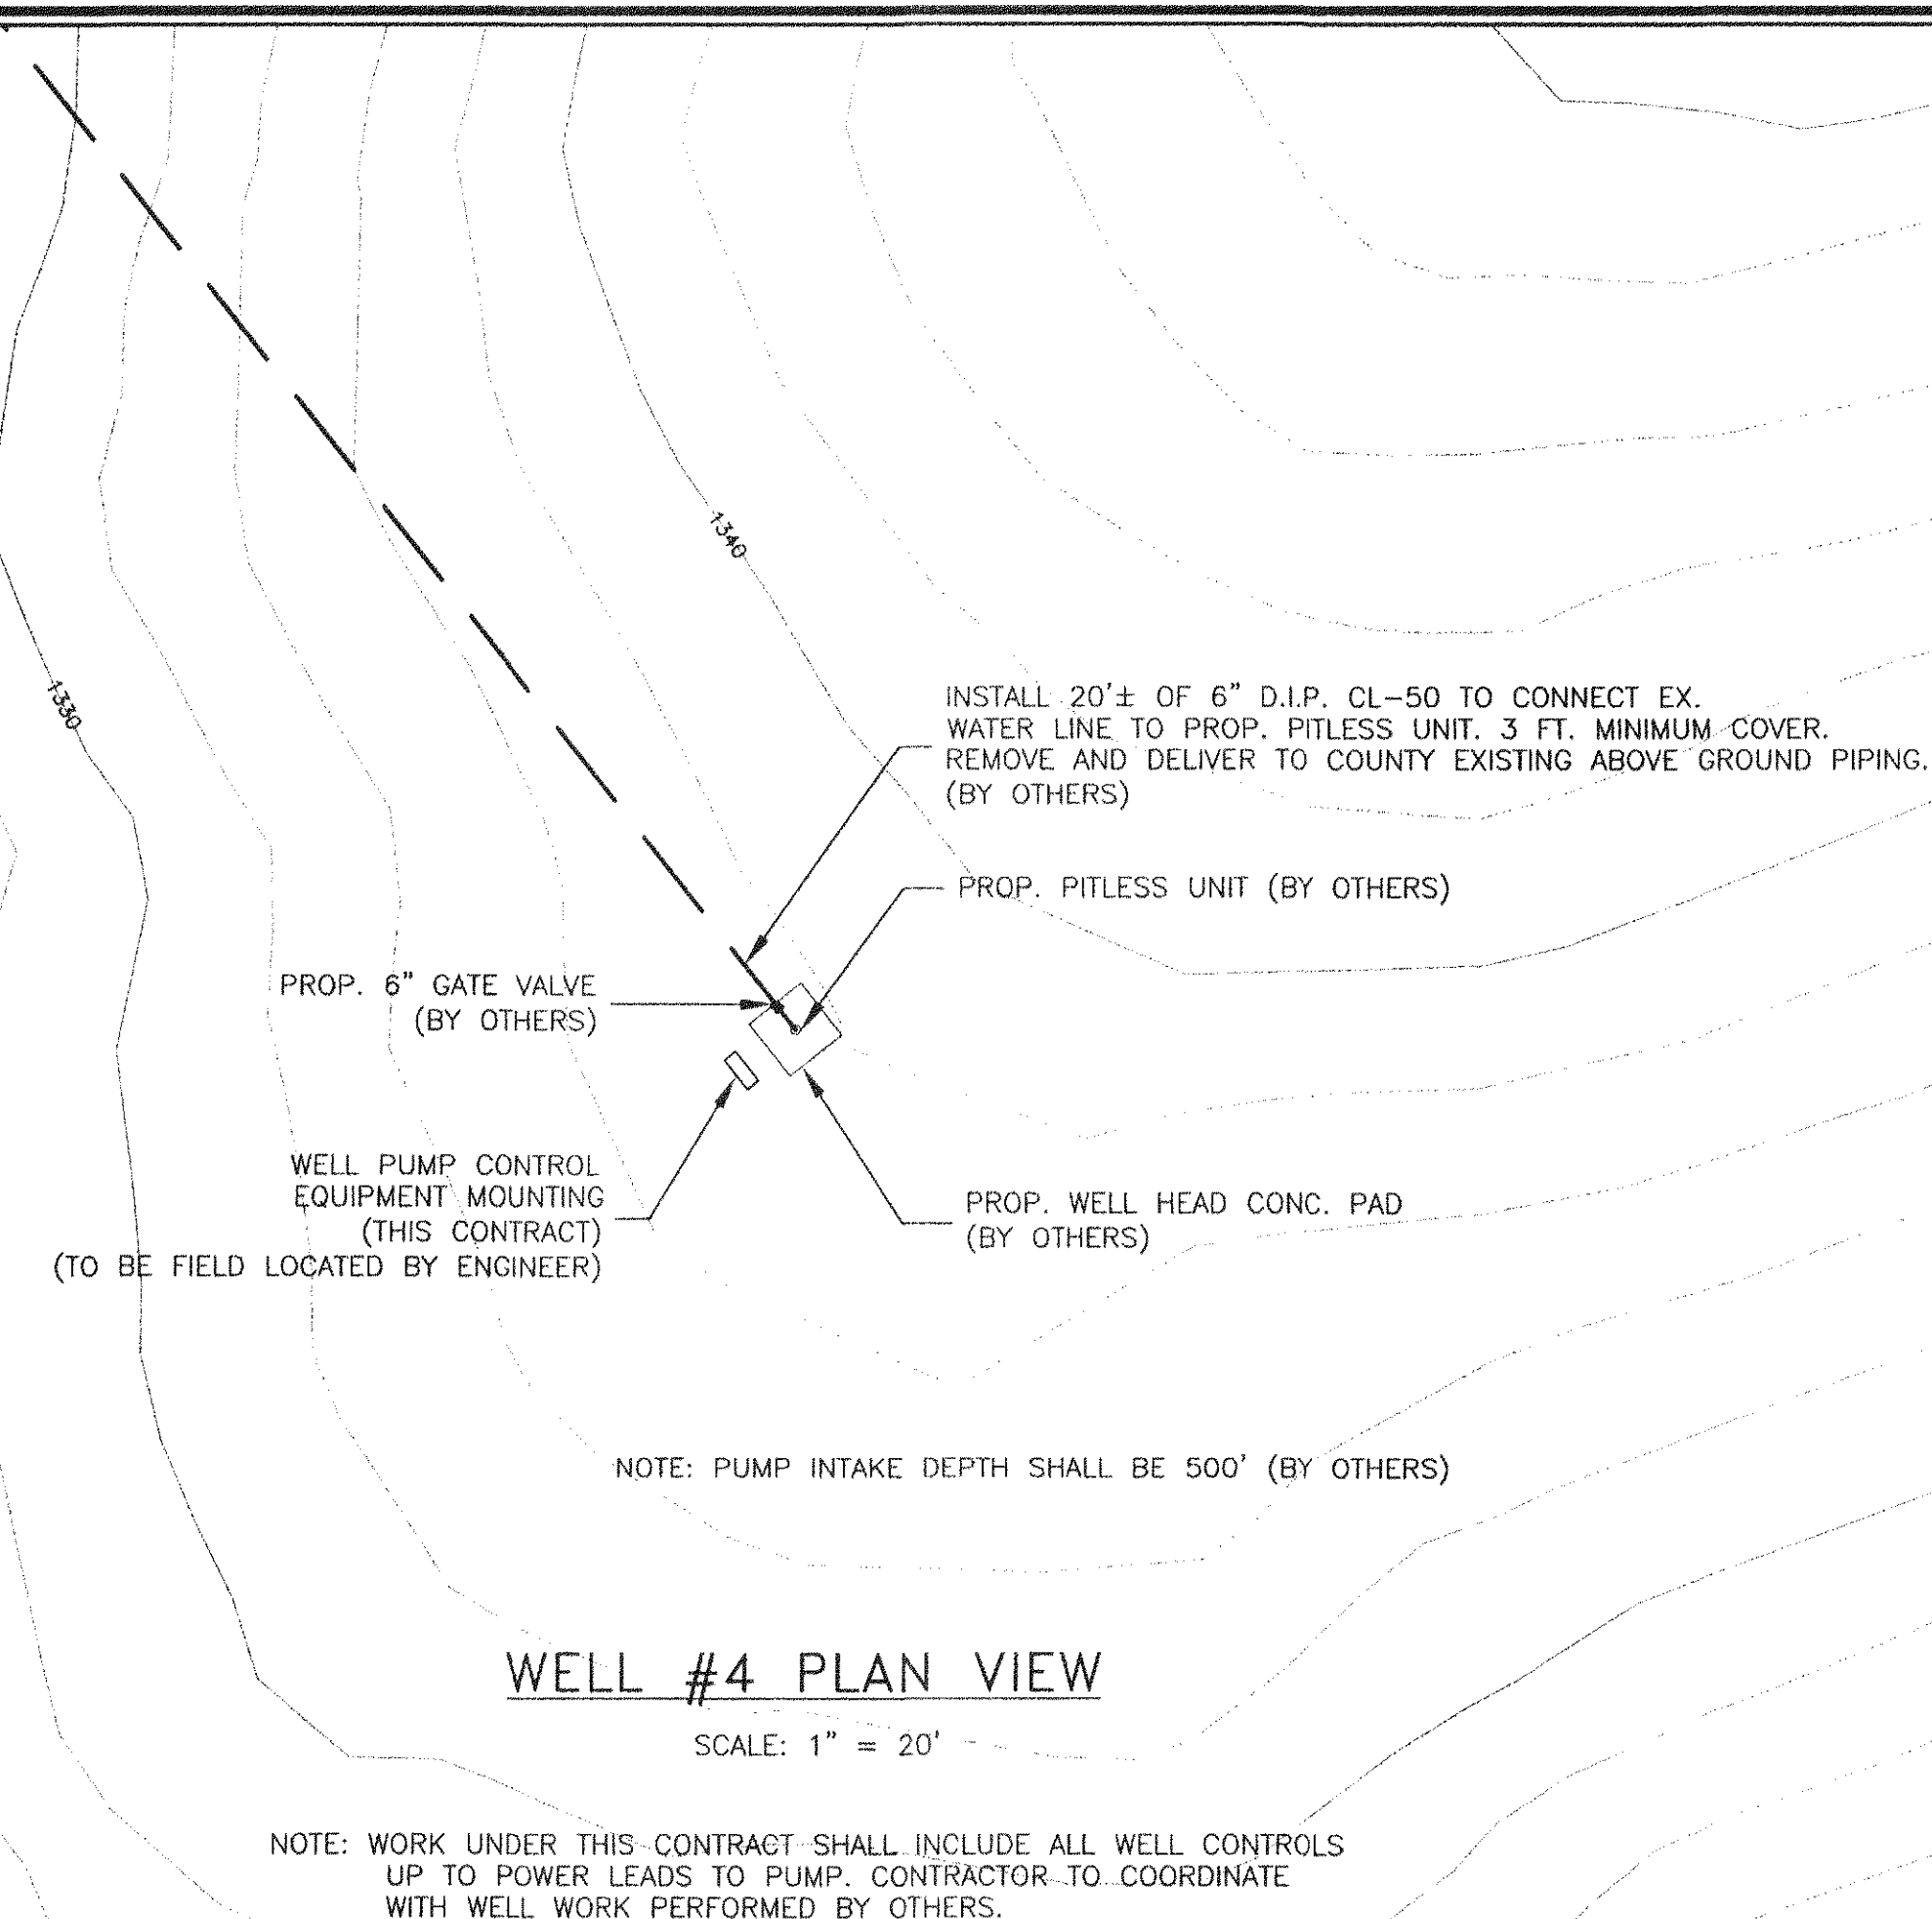 1340
1330
INSTALL 20'± OF 6" D.I.P. CL-50 TO CONNECT EX.
WATER LINE TO PROP. PITLESS UNIT. 3 FT. MINIMUM COVER.
REMOVE AND DELIVER TO COUNTY EXISTING ABOVE GROUND PIPING.
(BY OTHERS)
PROP. PITLESS UNIT (BY OTHERS)
PROP. 6" GATE VALVE
(BY OTHERS)
WELL PUMP CONTROL
EQUIPMENT MOUNTING
(THIS CONTRACT)
(TO BE FIELD LOCATED BY ENGINEER)
PROP. WELL HEAD CONC. PAD
(BY OTHERS)
NOTE: PUMP INTAKE DEPTH SHALL BE 500' (BY OTHERS)
WELL #4 PLAN VIEW
SCALE: 1" = 20'
NOTE: WORK UNDER THIS CONTRACT SHALL INCLUDE ALL WELL CONTROLS
UP TO POWER LEADS TO PUMP. CONTRACTOR TO COORDINATE
WITH WELL WORK PERFORMED BY OTHERS.